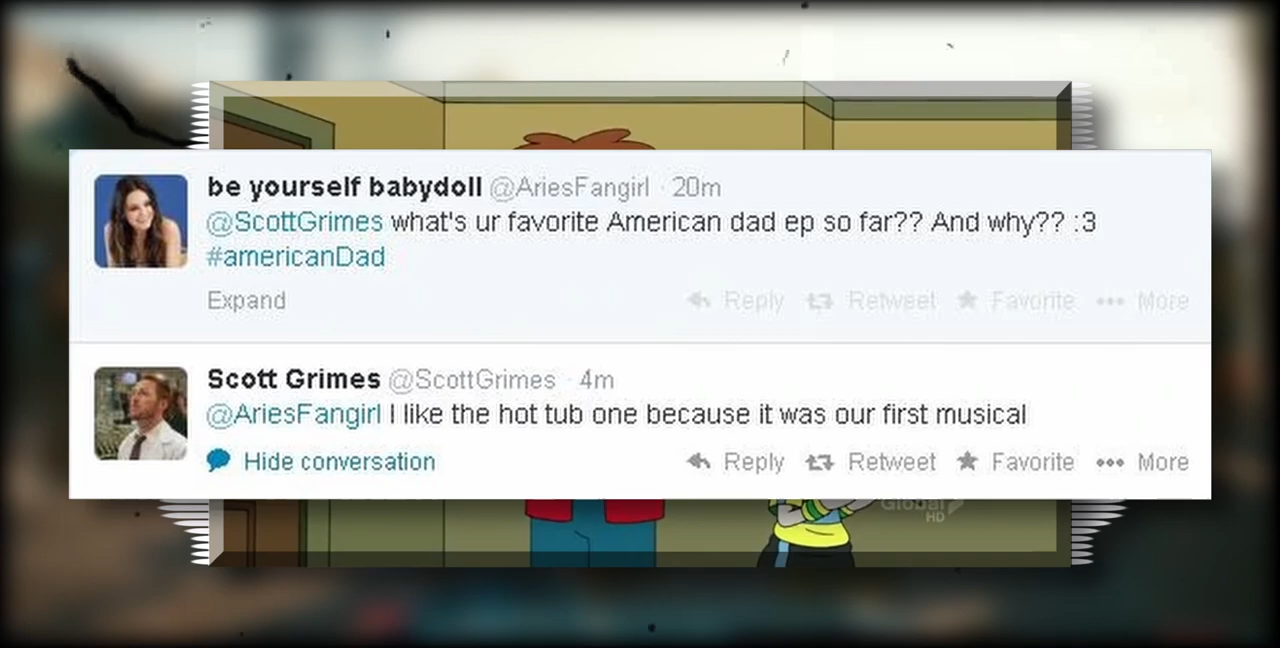 be yourself babydoll @AriesFangirl · 20m
@ScottGrimes what's ur favorite American dad ep so far?? And why?? :3
#americanDad
Expand Reply Retweet Favorite More
Scott Grimes @ScottGrimes · 4m
@AriesFangirl I like the hot tub one because it was our first musical
Hide conversation Reply Retweet Favorite More
Global
HD